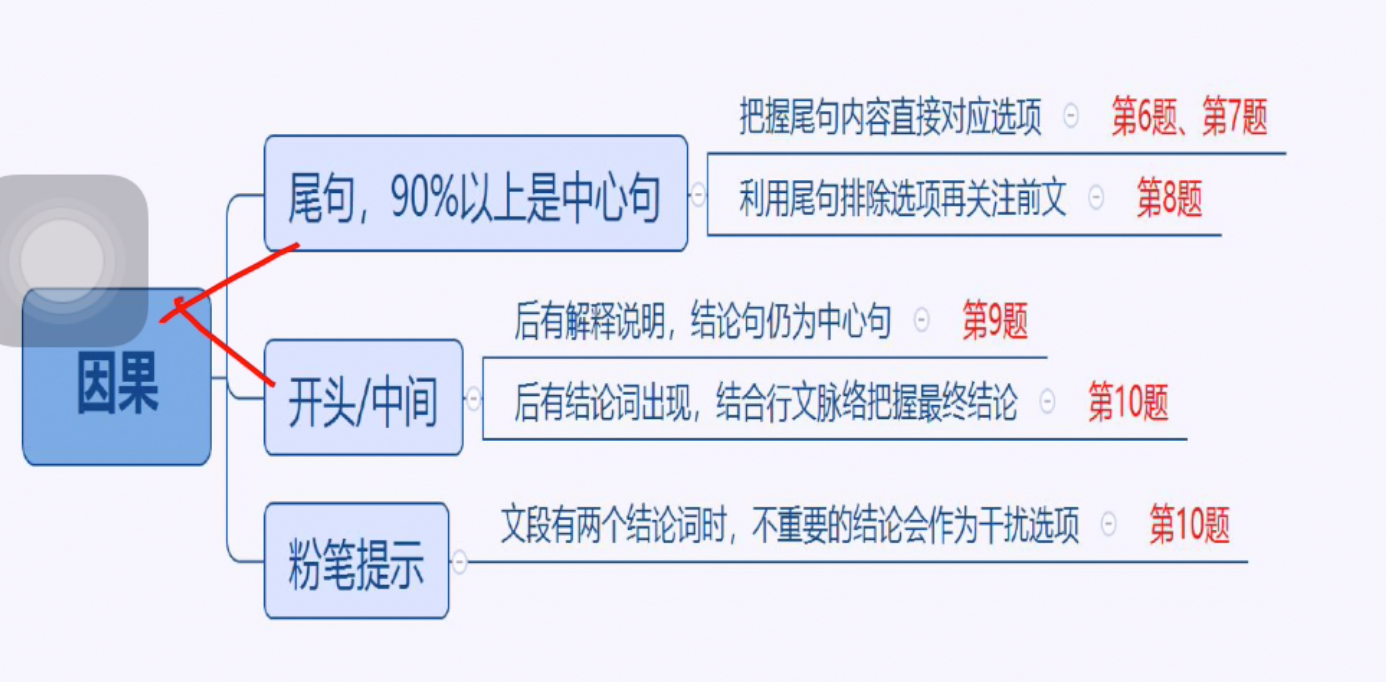 把握尾句内容直接对应选项 第6题、第7题
尾句，90%以上是中心句
利用尾句排除选项再关注前文 第8题
后有解释说明，结论句仍为中心句 第9题
因果
开头/中间
后有结论词出现，结合行文脉络把握最终结论 第10题
文段有两个结论词时，不重要的结论会作为干扰选项 第10题
粉笔提示